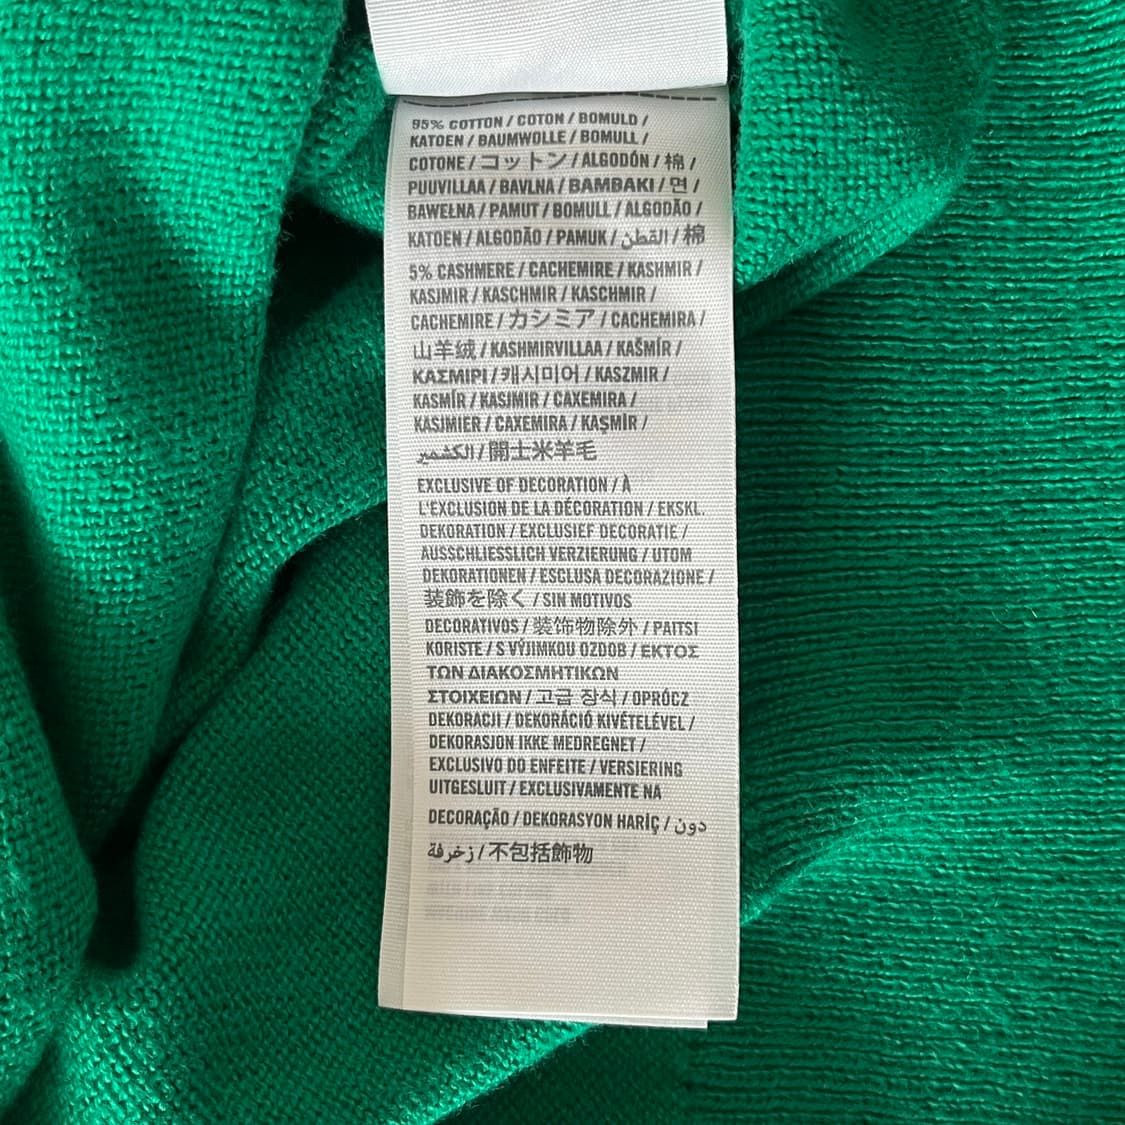 95% COTTON / COTON / BOMULD /
KATOEN / BAUMWOLLE / BOMULL /
COTONE / コットン / ALGODÓN / 棉 /
PUUVILLAA / BAVLNA / BAMBAKI / 면 /
BAWEŁNA / PAMUT / BOMULL / ALGODÃO /
KATOEN / ALGODÃO / PAMUK / القطن / 棉
5% CASHMERE / CACHEMIRE / KASHMIR /
KASJMIR / KASCHMIR / KASCHMIR /
CACHEMIRE / カシミア / CACHEMIRA /
山羊绒 / KASHMIRVILLAA / KAŠMÍR /
ΚΑΣΜΙΡΙ / 캐시미어 / KASZMIR /
KASMÍR / KASJMIR / CAXEMIRA /
KASJMIER / CAXEMIRA / KAŞMİR /
الكشمير / 開士米羊毛
EXCLUSIVE OF DECORATION / À
L'EXCLUSION DE LA DÉCORATION / EKSKL.
DEKORATION / EXCLUSIEF DECORATIE /
AUSSCHLIESSLICH VERZIERUNG / UTOM
DEKORATIONEN / ESCLUSA DECORAZIONE /
装飾を除く / SIN MOTIVOS
DECORATIVOS / 装饰物除外 / PAITSI
KORISTE / S VÝJIMKOU OZDOB / ΕΚΤΟΣ
ΤΩΝ ΔΙΑΚΟΣΜΗΤΙΚΩΝ
ΣΤΟΙΧΕΙΩΝ / 고급 장식 / OPRÓCZ
DEKORACJI / DEKORÁCIÓ KIVÉTELÉVEL /
DEKORASJON IKKE MEDREGNET /
EXCLUSIVO DO ENFEITE / VERSIERING
UITGESLUIT / EXCLUSIVAMENTE NA
DECORAÇÃO / DEKORASYON HARİÇ / دون
زخرفة / 不包括飾物